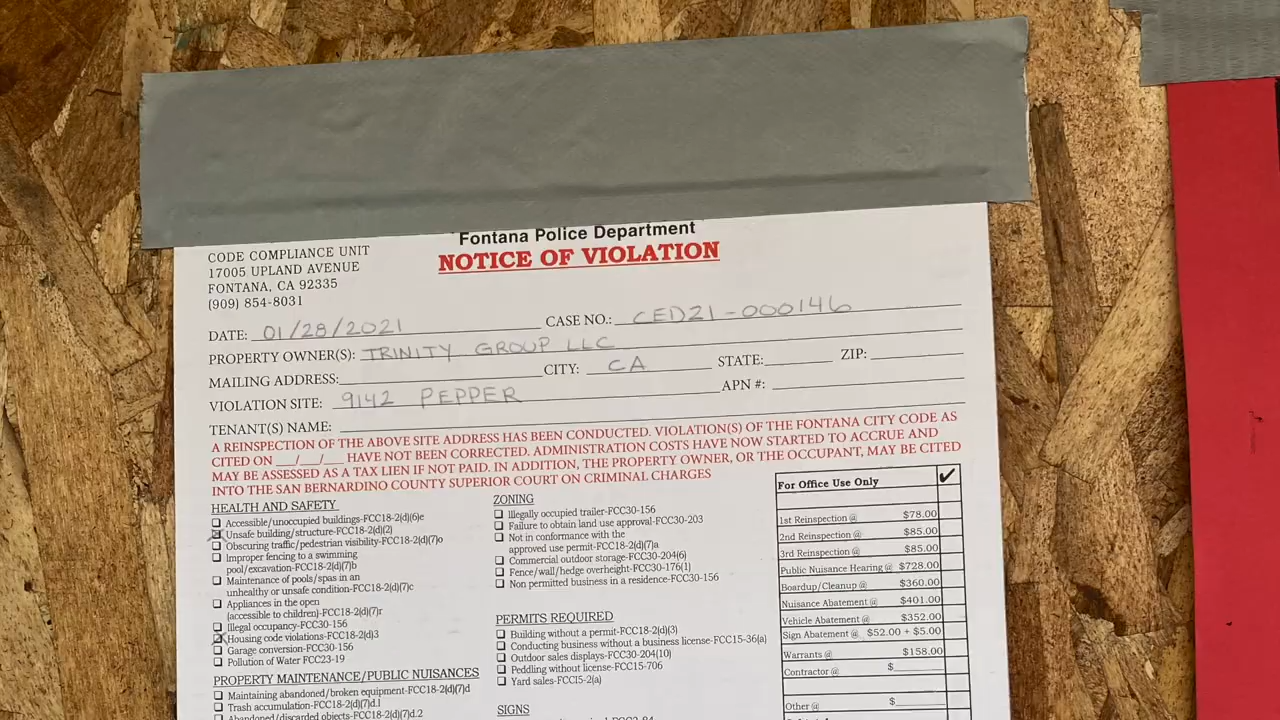 Fontana Police Department
NOTICE OF VIOLATION
CODE COMPLIANCE UNIT
17005 UPLAND AVENUE
FONTANA, CA 92335
(909) 854-8031
DATE: 01/28/2021 CASE NO.: CED21-000146
PROPERTY OWNER(S): TRINITY GROUP LLC
MAILING ADDRESS: CITY: CA STATE: ZIP:
VIOLATION SITE: 9142 PEPPER APN #:
TENANT(S) NAME:
A REINSPECTION OF THE ABOVE SITE ADDRESS HAS BEEN CONDUCTED. VIOLATION(S) OF THE FONTANA CITY CODE AS
CITED ON __/__/__ HAVE NOT BEEN CORRECTED. ADMINISTRATION COSTS HAVE NOW STARTED TO ACCRUE AND
MAY BE ASSESSED AS A TAX LIEN IF NOT PAID. IN ADDITION, THE PROPERTY OWNER, OR THE OCCUPANT, MAY BE CITED
INTO THE SAN BERNARDINO COUNTY SUPERIOR COURT ON CRIMINAL CHARGES
HEALTH AND SAFETY
Accessible/unoccupied buildings-FCC18-2(d)(6)e
Unsafe building/structure-FCC18-2(d)(2)
Obscuring traffic/pedestrian visibility-FCC18-2(d)(7)o
Improper fencing to a swimming
pool/excavation-FCC18-2(d)(7)b
Maintenance of pools/spas in an
unhealthy or unsafe condition-FCC18-2(d)(7)c
Appliances in the open
(accessible to children)-FCC18-2(d)(7)r
Illegal occupancy-FCC30-156
Housing code violations-FCC18-2(d)3
Garage conversion-FCC30-156
Pollution of Water FCC23-19
PROPERTY MAINTENANCE/PUBLIC NUISANCES
Maintaining abandoned/broken equipment-FCC18-2(d)(7)d
Trash accumulation-FCC18-2(d)(7)d.1
Abandoned/discarded objects-FCC18-2(d)(7)d.2
ZONING
Illegally occupied trailer-FCC30-156
Failure to obtain land use approval-FCC30-203
Not in conformance with the
approved use permit-FCC18-2(d)(7)a
Commercial outdoor storage-FCC30-204(6)
Fence/wall/hedge overheight-FCC30-176(1)
Non permitted business in a residence-FCC30-156
PERMITS REQUIRED
Building without a permit-FCC18-2(d)(3)
Conducting business without a business license-FCC15-36(a)
Outdoor sales displays-FCC30-204(10)
Peddling without license-FCC15-706
Yard sales-FCC15-2(a)
SIGNS
For Office Use Only ✓
1st Reinspection @ $78.00
2nd Reinspection @ $85.00
3rd Reinspection @ $85.00
Public Nuisance Hearing @ $728.00
Boardup/Cleanup @ $360.00
Nuisance Abatement @ $401.00
Vehicle Abatement @ $352.00
Sign Abatement @ $52.00 + $5.00
Warrants @ $158.00
Contractor @ $
Other @ $